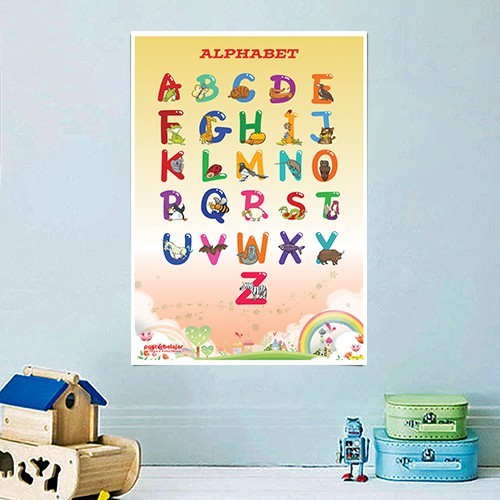 ALPHABET
A B C D E
F G H I J
K L M N O
P Q R S T
U V W X Y
Z
posterbelajar